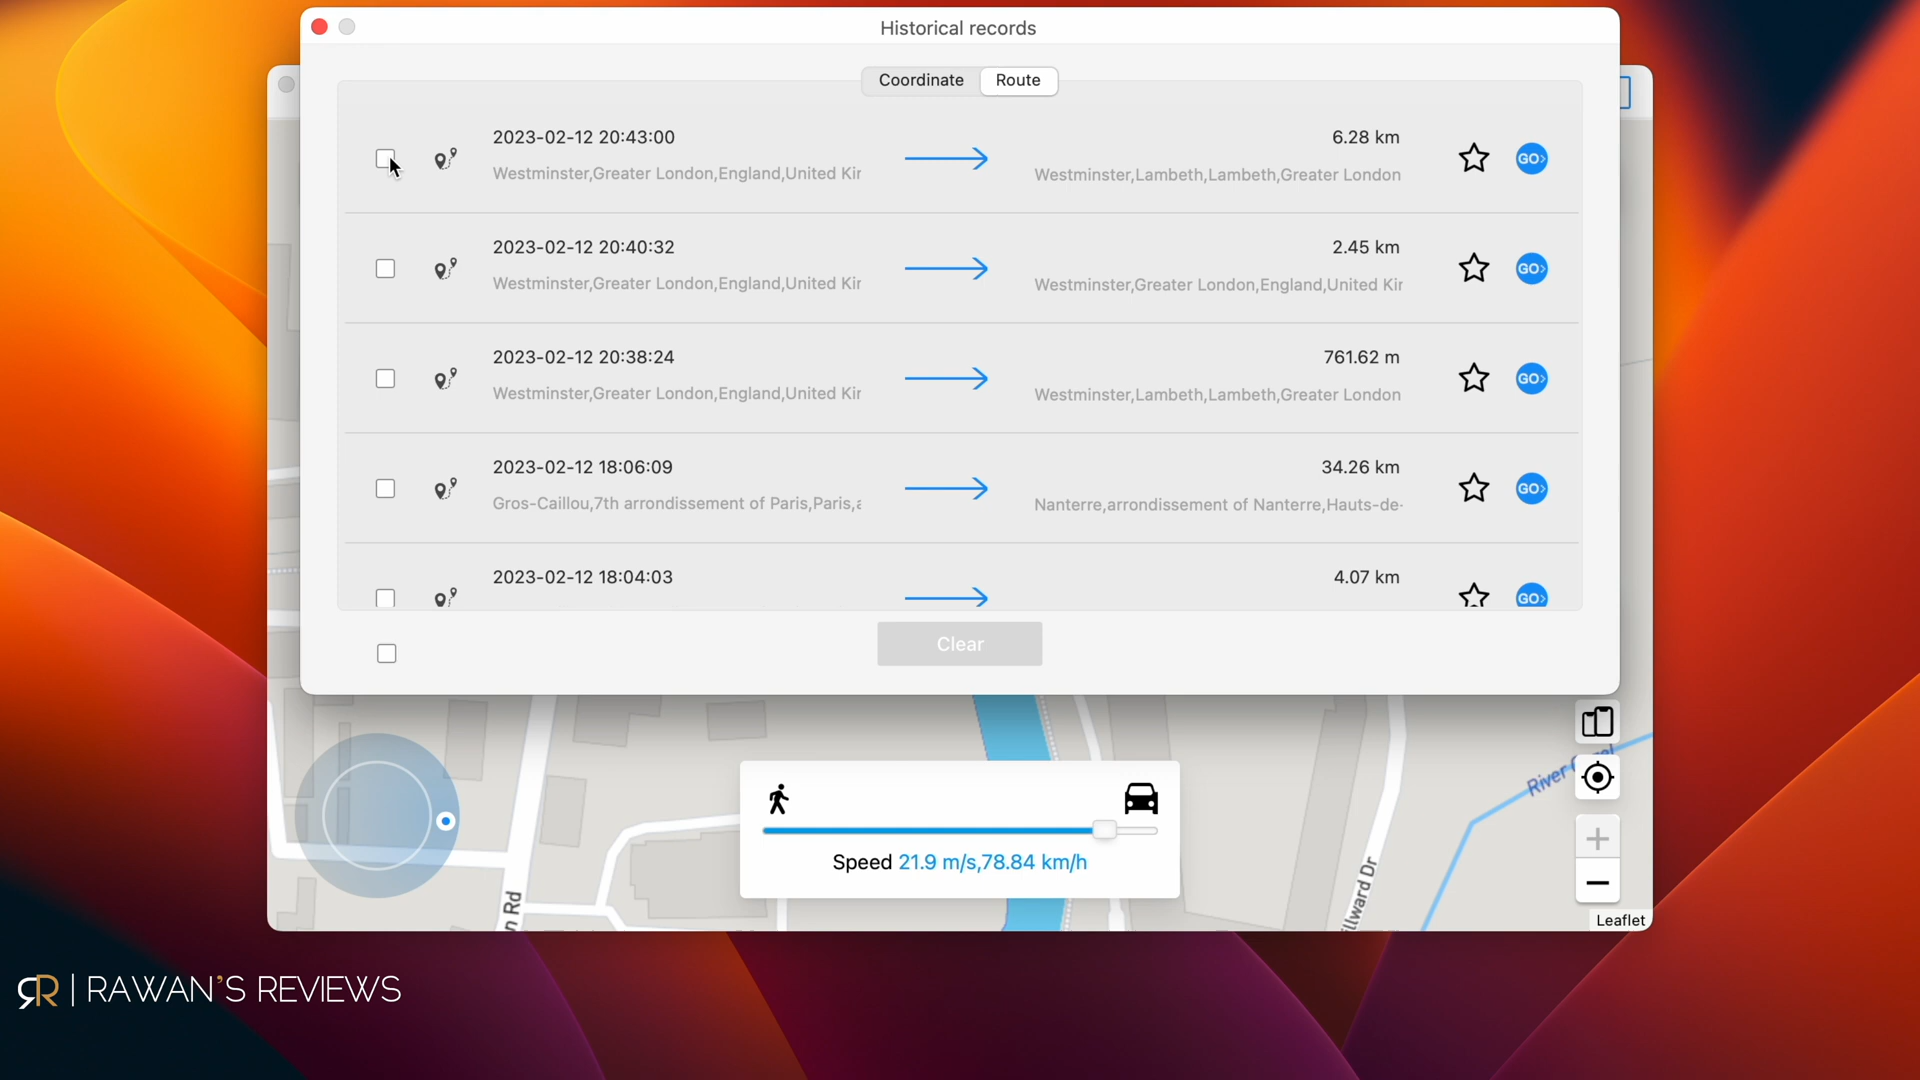 Historical records
Coordinate Route
2023-02-12 20:43:00 6.28 km
Westminster,Greater London,England,United Kir Westminster,Lambeth,Lambeth,Greater London
GO>
2023-02-12 20:40:32 2.45 km
Westminster,Greater London,England,United Kir Westminster,Greater London,England,United Kir
GO>
2023-02-12 20:38:24 761.62 m
Westminster,Greater London,England,United Kir Westminster,Lambeth,Lambeth,Greater London
GO>
2023-02-12 18:06:09 34.26 km
Gros-Caillou,7th arrondissement of Paris,Paris, Nanterre,arrondissement of Nanterre,Hauts-de-
GO>
2023-02-12 18:04:03 4.07 km
GO>
Clear
River
Speed 21.9 m/s,78.84 km/h
n Rd
llward Dr
Leaflet
RR | RAWAN'S REVIEWS